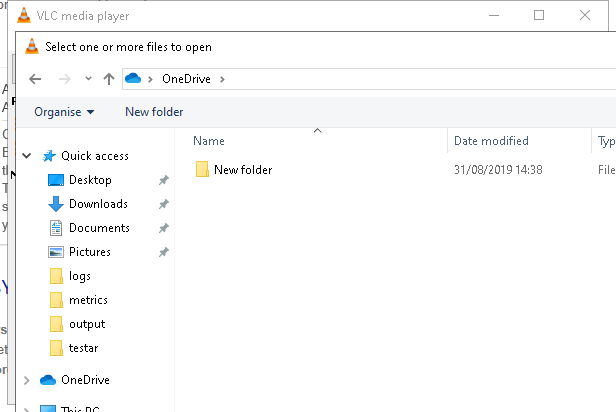 VLC media player
Select one or more files to open
OneDrive
Organise
New folder
Name
Date modified
Typ
Quick access
New folder
31/08/2019 14:38
File
Desktop
Downloads
Documents
Pictures
logs
metrics
output
testar
OneDrive
This PC